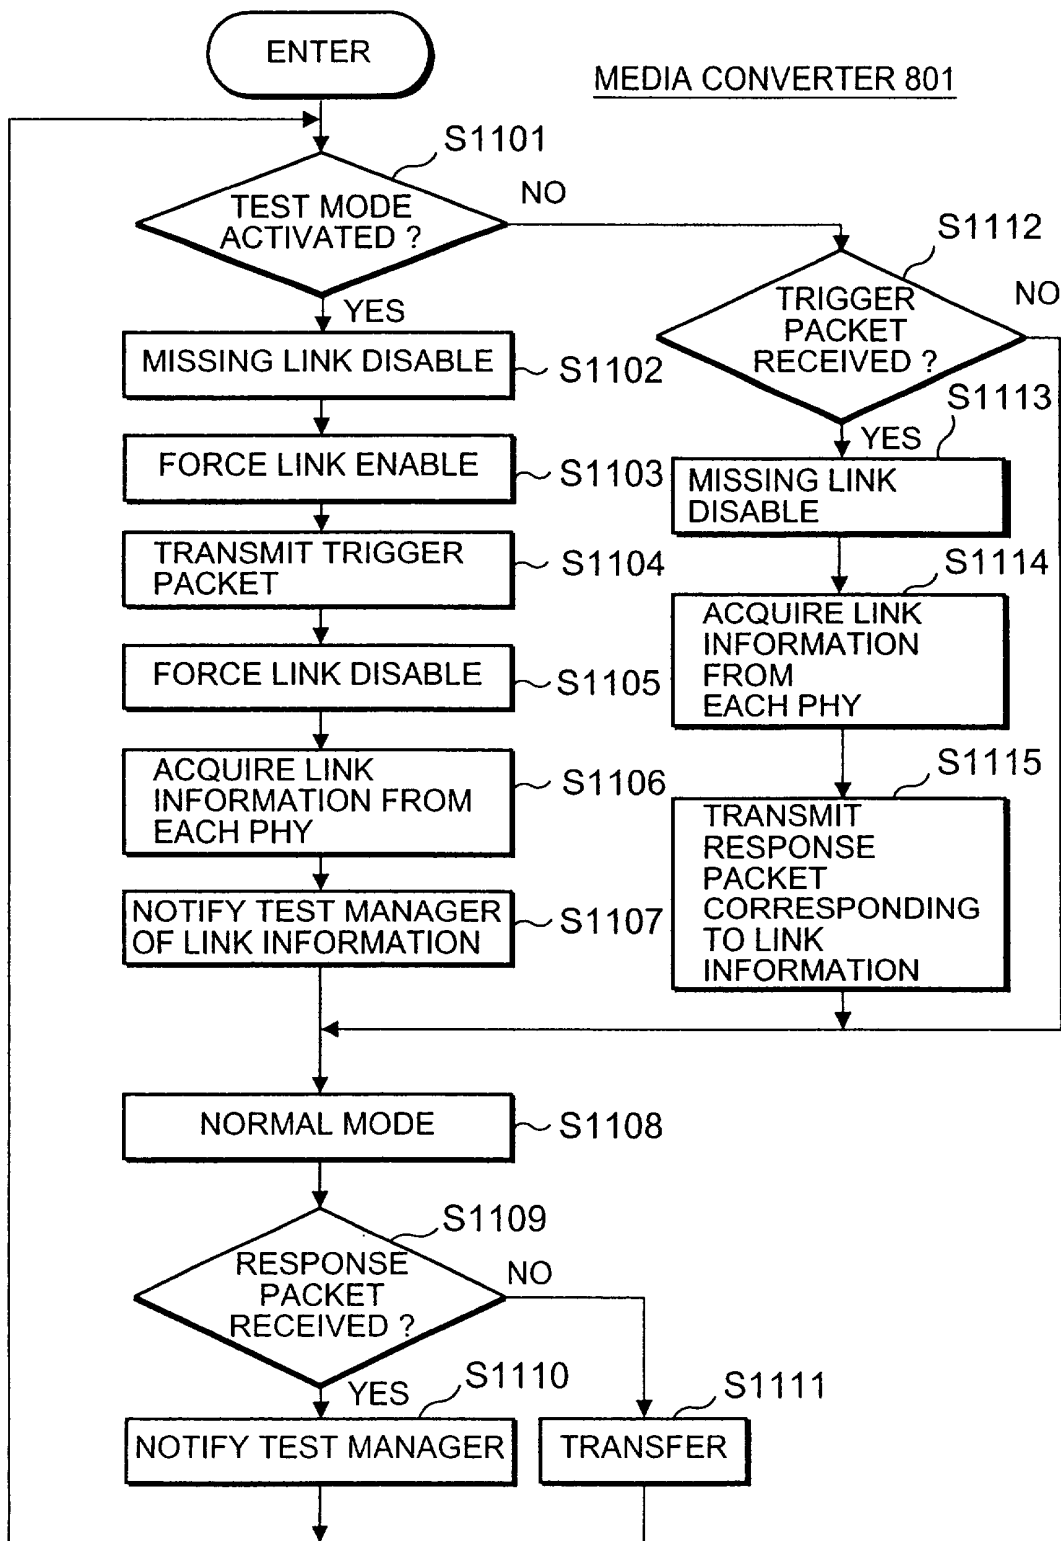 ENTER
MEDIA CONVERTER 801
S1101
TEST MODE
ACTIVATED ?
NO
YES
S1112
TRIGGER
PACKET
RECEIVED ?
NO
YES
MISSING LINK DISABLE
S1102
FORCE LINK ENABLE
S1103
TRANSMIT TRIGGER
PACKET
S1104
FORCE LINK DISABLE
S1105
ACQUIRE LINK
INFORMATION FROM
EACH PHY
S1106
NOTIFY TEST MANAGER
OF LINK INFORMATION
S1107
S1113
MISSING LINK
DISABLE
S1114
ACQUIRE LINK
INFORMATION
FROM
EACH PHY
S1115
TRANSMIT
RESPONSE
PACKET
CORRESPONDING
TO LINK
INFORMATION
NORMAL MODE
S1108
S1109
RESPONSE
PACKET
RECEIVED ?
NO
YES
S1110
NOTIFY TEST MANAGER
S1111
TRANSFER